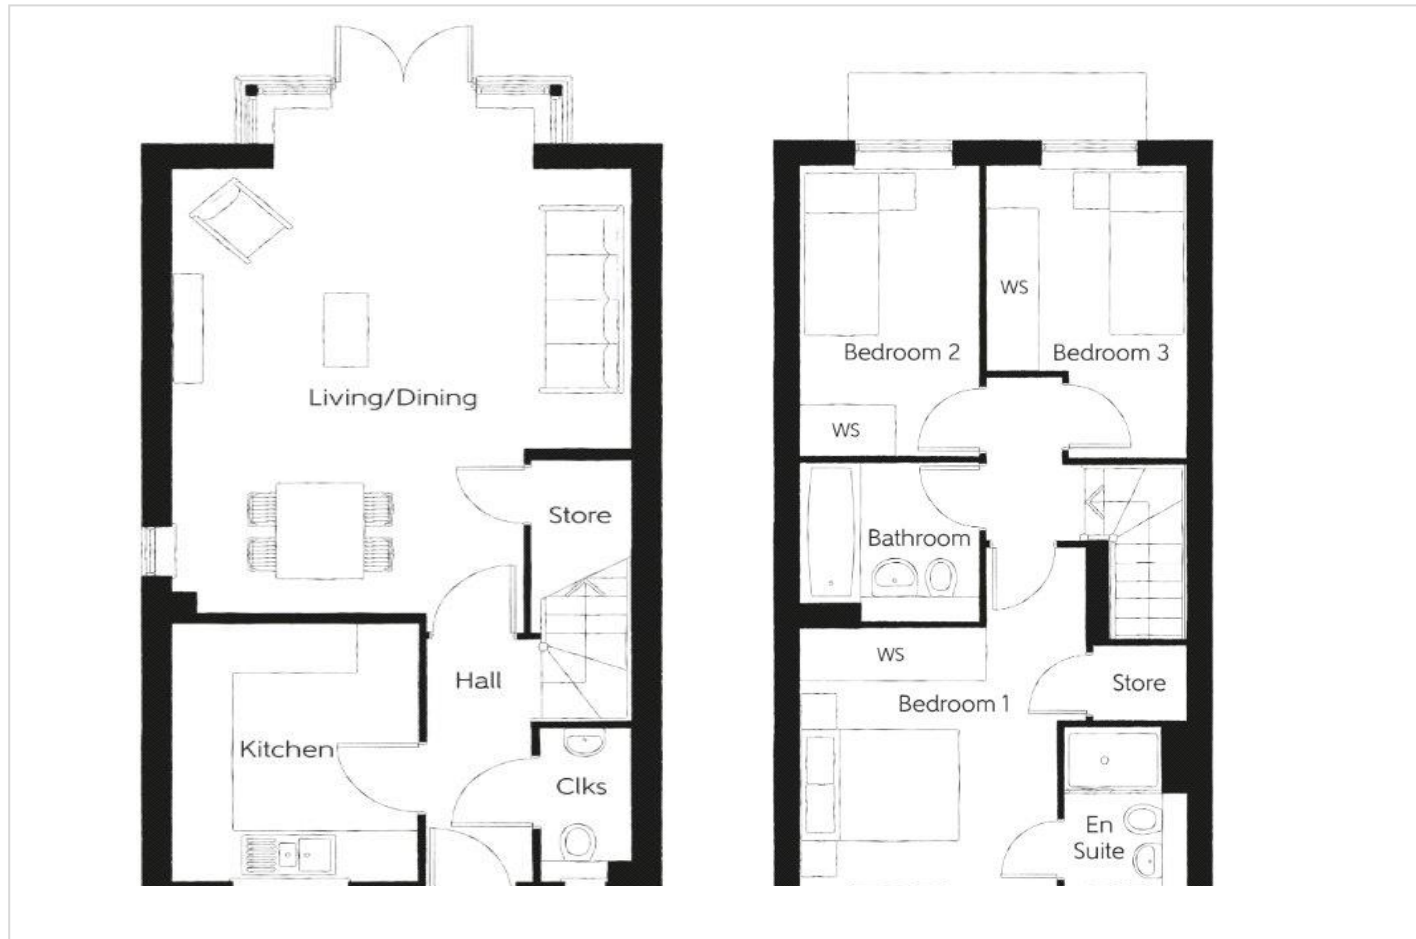 Living/Dining
Store
Hall
Kitchen
Clks
WS
Bedroom 2
Bedroom 3
WS
Bathroom
WS
Bedroom 1
Store
En
Suite